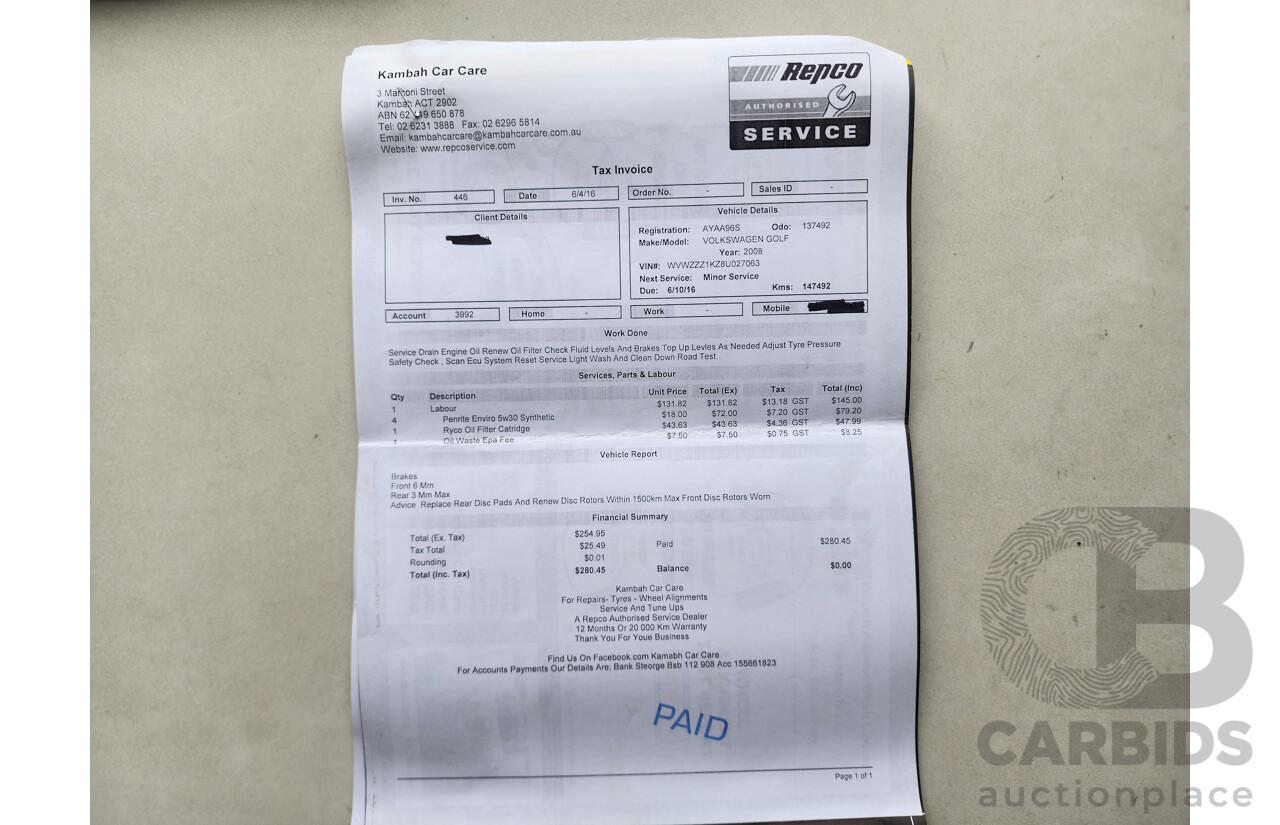 Kambah Car Care
3 Marconi Street
Kambah ACT 2902
ABN 62 119 650 878
Tel: 02 6231 3888 Fax: 02 6296 5814
Email: kambahcarcare@kambahcarcare.com.au
Website: www.repcoservice.com
Repco
AUTHORISED
SERVICE
Tax Invoice
Inv. No. 446 Date 6/4/16 Order No. - Sales ID -
Client Details
Vehicle Details
Registration: AYAA96S Odo: 137492
Make/Model: VOLKSWAGEN GOLF
Year: 2008
VIN#: WVWZZZ1KZ8U027063
Next Service: Minor Service
Due: 6/10/16 Kms: 147492
Account 3992 Home - Work - Mobile
Work Done
Service Drain Engine Oil Renew Oil Filter Check Fluid Levels And Brakes Top Up Levles As Needed Adjust Tyre Pressure
Safety Check , Scan Ecu System Reset Service Light Wash And Clean Down Road Test
Services, Parts & Labour
Qty Description Unit Price Total (Ex) Tax Total (Inc)
1 Labour $131.82 $131.82 $13.18 GST $145.00
4 Penrite Enviro 5w30 Synthetic $18.00 $72.00 $7.20 GST $79.20
1 Ryco Oil Filter Catridge $43.63 $43.63 $4.36 GST $47.99
1 Oil Waste Epa Fee $7.50 $7.50 $0.75 GST $8.25
Vehicle Report
Brakes
Front 6 Mm
Rear 3 Mm Max
Advice Replace Rear Disc Pads And Renew Disc Rotors Within 1500km Max Front Disc Rotors Worn
Financial Summary
Total (Ex. Tax) $254.95 Paid $280.45
Tax Total $25.49
Rounding $0.01
Total (Inc. Tax) $280.45 Balance $0.00
Kambah Car Care
For Repairs- Tyres - Wheel Alignments
Service And Tune Ups
A Repco Authorised Service Dealer
12 Months Or 20 000 Km Warranty
Thank You For Youe Business
Find Us On Facebook.com Kamabh Car Care
For Accounts Payments Our Details Are; Bank Steorge Bsb 112 908 Acc 155661823
PAID
Page 1 of 1
CB
CARBIDS
auctionplace